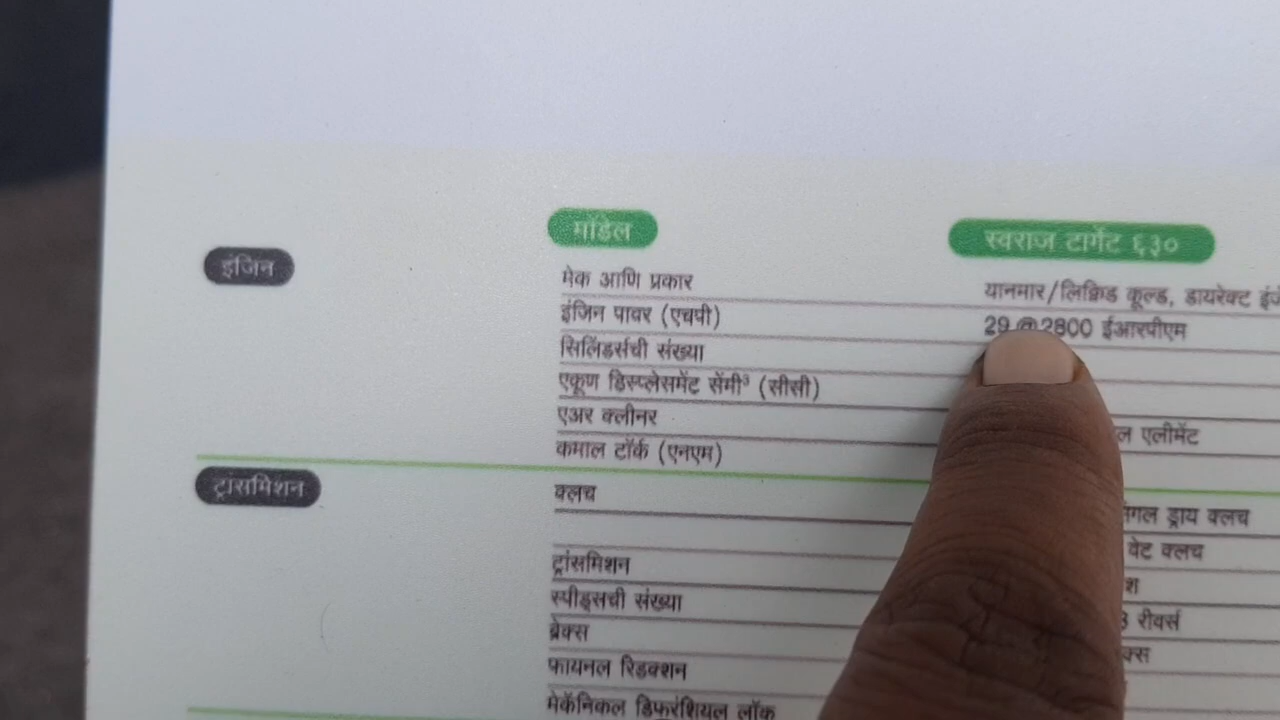 मॉडेल स्वराज टार्गेट ६३०
इंजिन
मेक आणि प्रकार यानमार/लिक्विड कूल्ड, डायरेक्ट
इंजिन पावर (एचपी) 29 @2800 ईआरपीएम
सिलिंडर्सची संख्या
एकूण डिस्प्लेसमेंट सेंमी³ (सीसी)
एअर क्लीनर एलीमेंट
कमाल टॉर्क (एनएम)
ट्रांसमिशन
क्लच ड्राय क्लच
वेट क्लच
ट्रांसमिशन
स्पीड्सची संख्या रीवर्स
ब्रेक्स
फायनल रिडक्शन
मेकॅनिकल डिफरंशियल लॉक